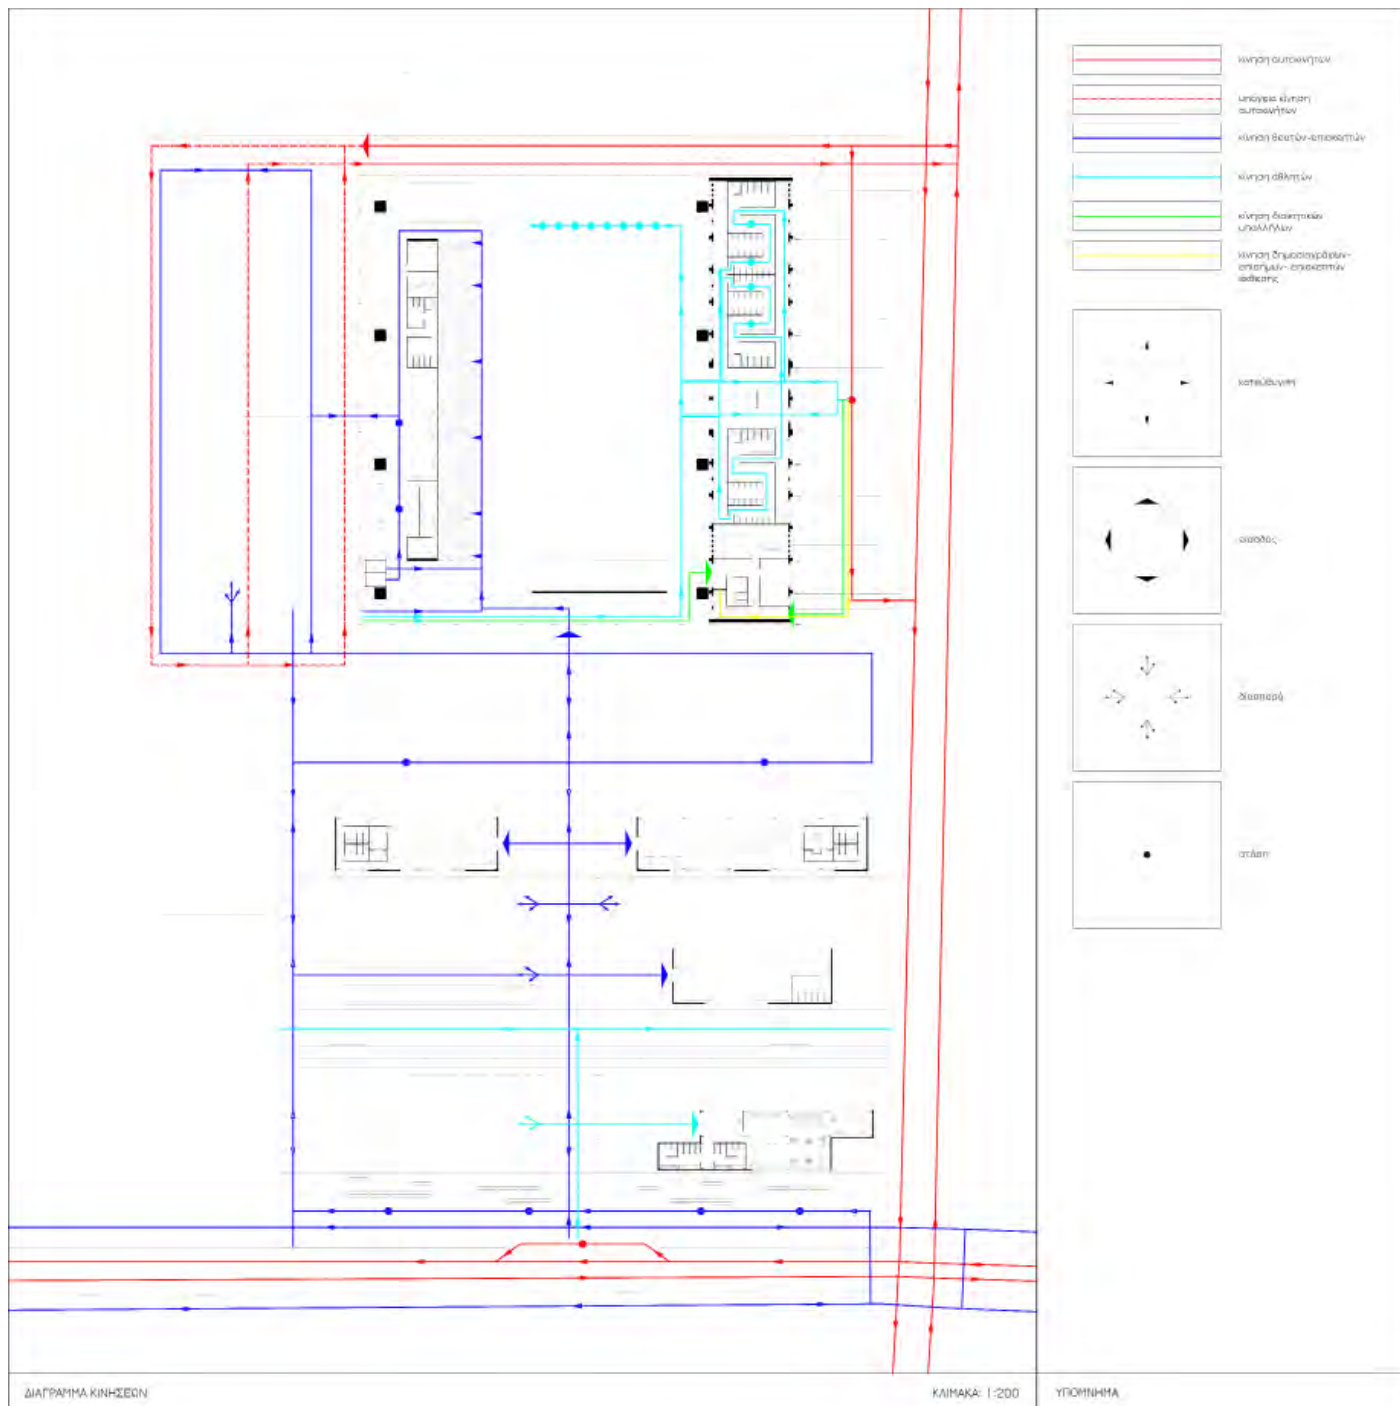 κίνηση αυτοκινήτων
υπόγεια κίνηση
αυτοκινήτων
κίνηση θεατών-επισκεπτών
κίνηση αθλητών
κίνηση διοικητικών
υπαλλήλων
κίνηση δημοσιογράφων-
επισήμων- επισκεπτών
έκθεσης
κατεύθυνση
είσοδος
διασπορά
στάση
ΔΙΑΓΡΑΜΜΑ ΚΙΝΗΣΕΩΝ
ΚΛΙΜΑΚΑ: 1:200
ΥΠΟΜΝΗΜΑ